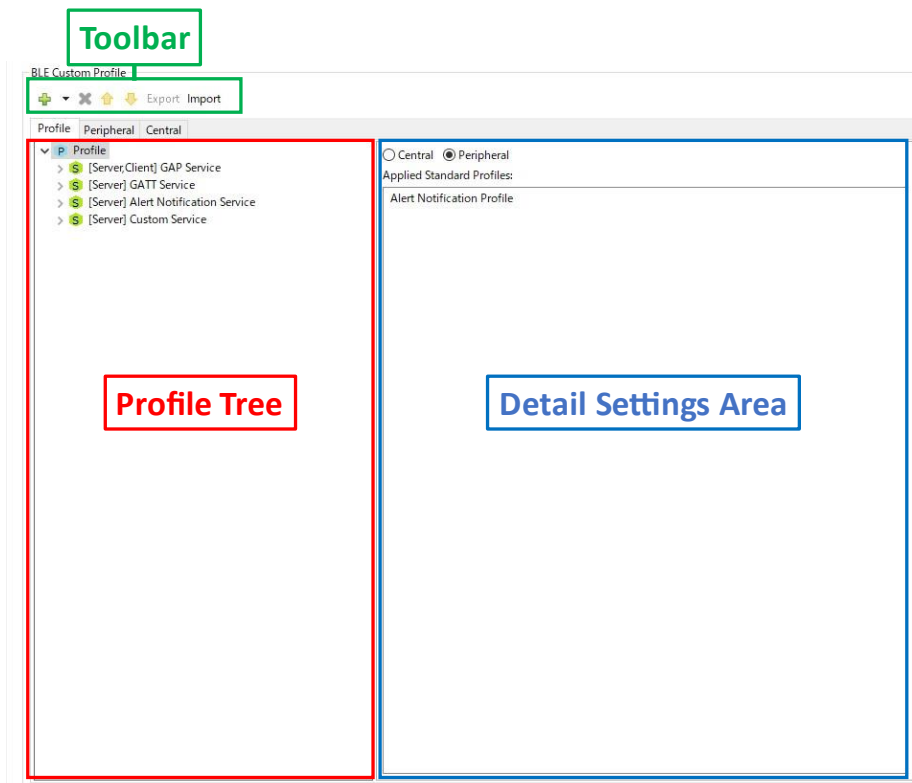 Toolbar
BLE Custom Profile
Export Import
Profile Peripheral Central
P Profile
S [Server,Client] GAP Service
S [Server] GATT Service
S [Server] Alert Notification Service
S [Server] Custom Service
Central Peripheral
Applied Standard Profiles:
Alert Notification Profile
Profile Tree
Detail Settings Area